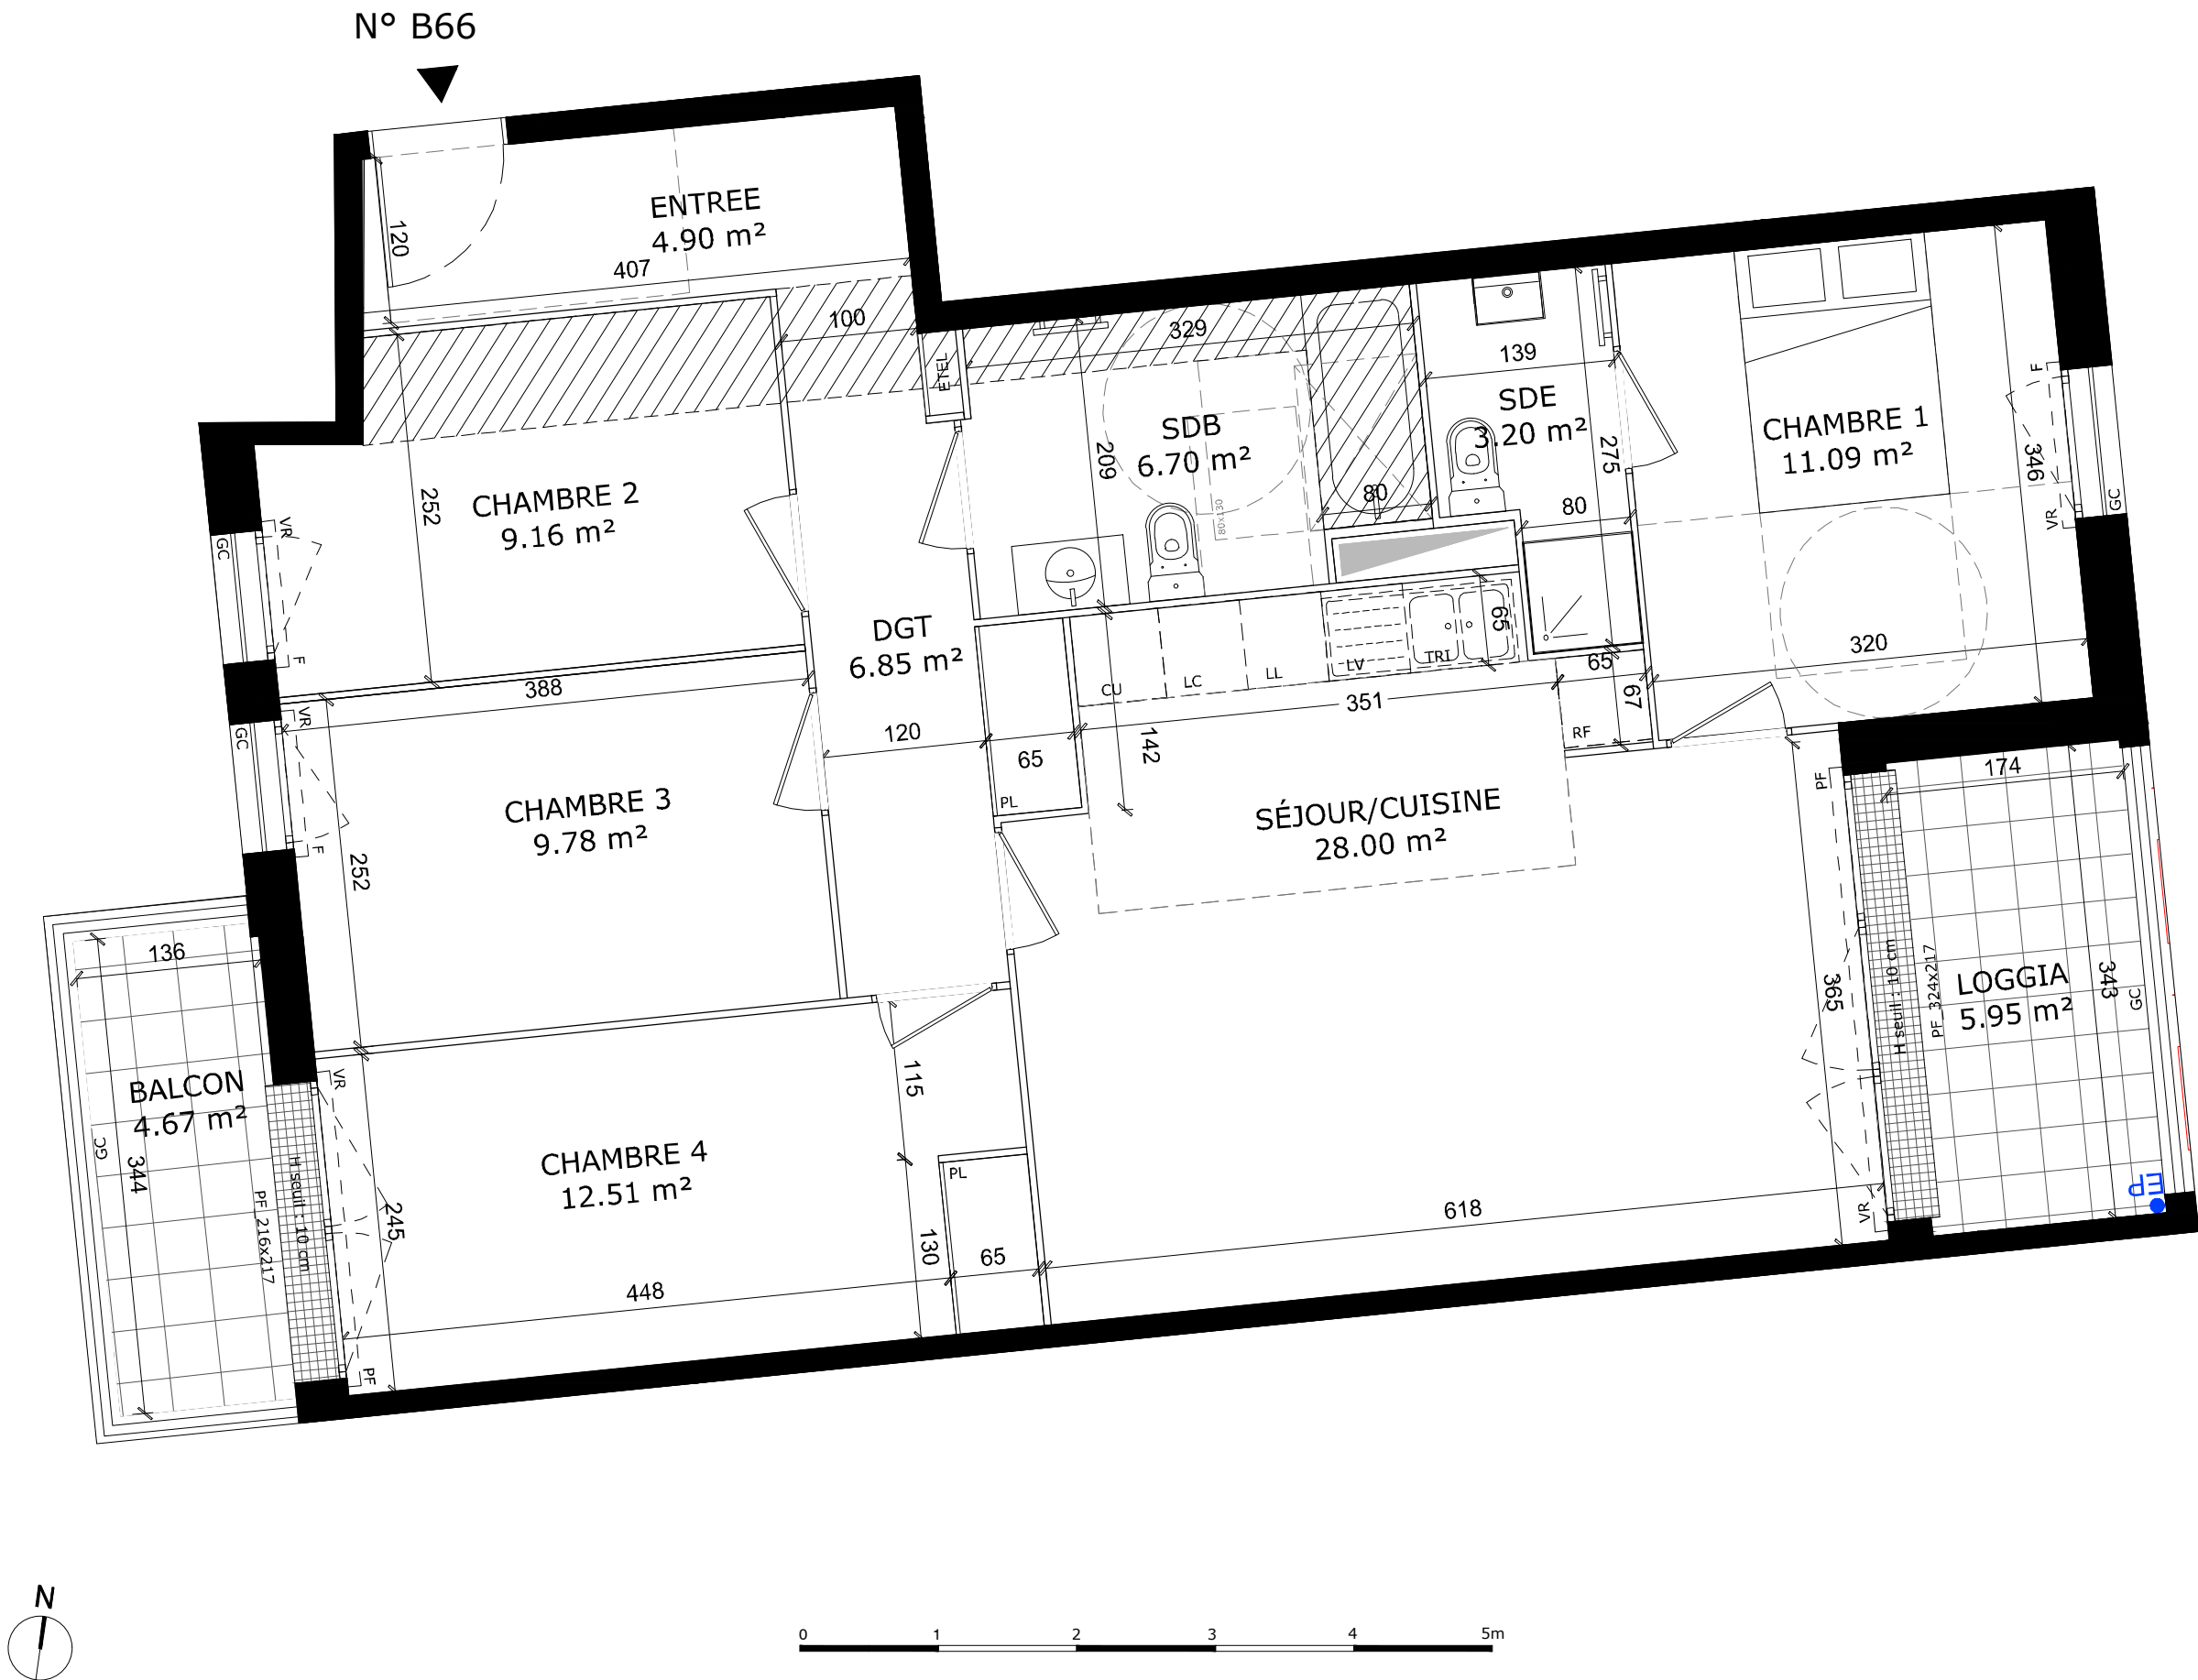 N° B66
ENTREE
4.90 m²
120
407
100
ETEL
329
139
SDE
3.20 m²
275
80
SDB
6.70 m²
209
80
80x130
CHAMBRE 1
11.09 m²
346
F
VR
GC
320
CHAMBRE 2
9.16 m²
252
GC
VR
F
388
DGT
6.85 m²
120
65
PL
CU
LC
LL
LV
TRI
65
351
65
67
RF
142
SÉJOUR/CUISINE
28.00 m²
365
618
PF
VR
H seuil : 10 cm
PF 324x217
174
LOGGIA
5.95 m²
343
GC
EP
GC
VR
F
CHAMBRE 3
9.78 m²
252
136
BALCON
4.67 m²
GC
344
PF 216x217
H seuil : 10 cm
VR
PF
245
CHAMBRE 4
12.51 m²
448
115
130
PL
65
N
0 1 2 3 4 5m